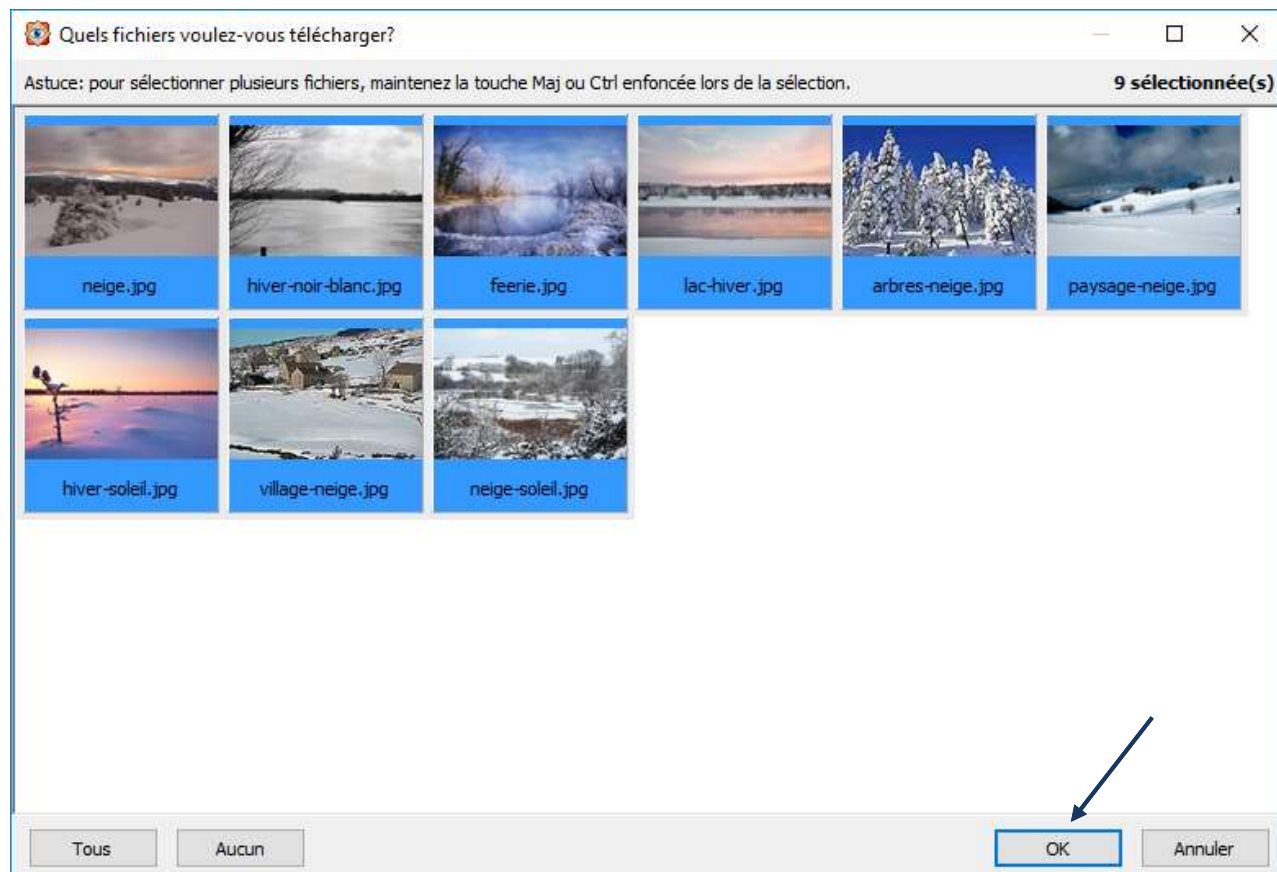 Quels fichiers voulez-vous télécharger?
Astuce: pour sélectionner plusieurs fichiers, maintenez la touche Maj ou Ctrl enfoncée lors de la sélection. 9 sélectionnée(s)
neige.jpg hiver-noir-blanc.jpg feerie.jpg lac-hiver.jpg arbres-neige.jpg paysage-neige.jpg
hiver-soleil.jpg village-neige.jpg neige-soleil.jpg
Tous Aucun OK Annuler